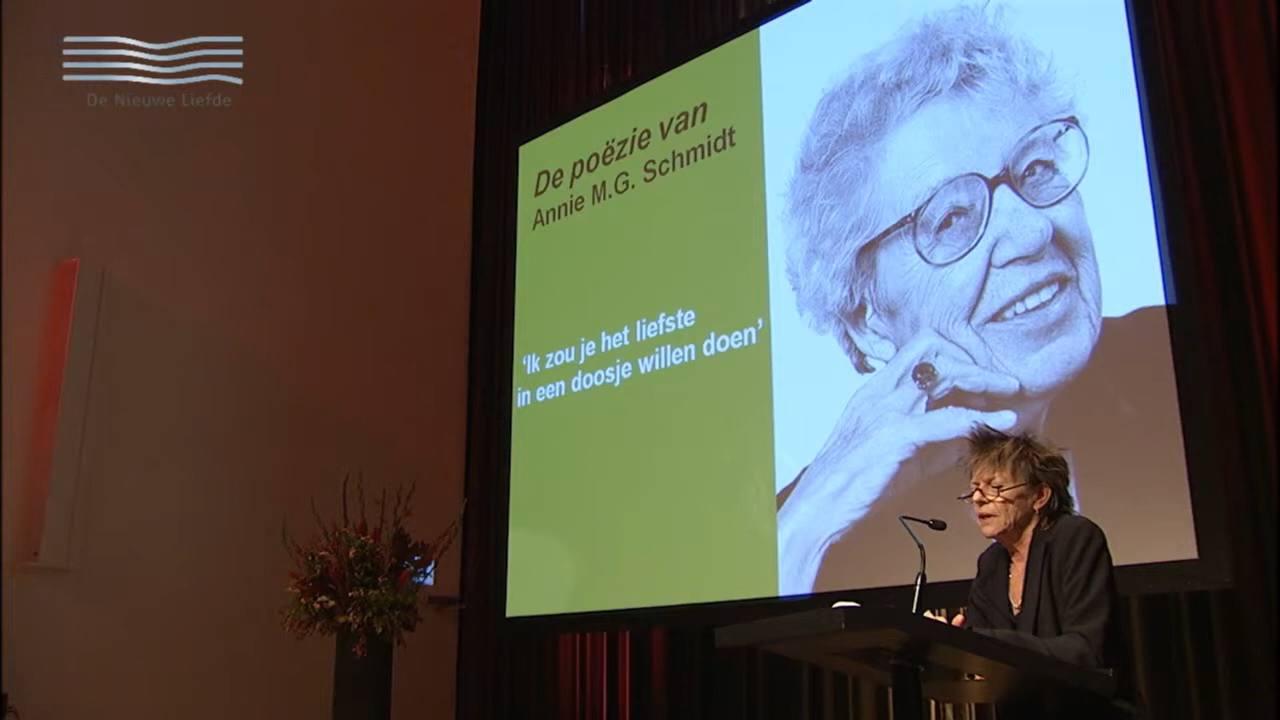 De Nieuwe Liefde
De poëzie van
Annie M.G. Schmidt
‘Ik zou je het liefste
in een doosje willen doen’